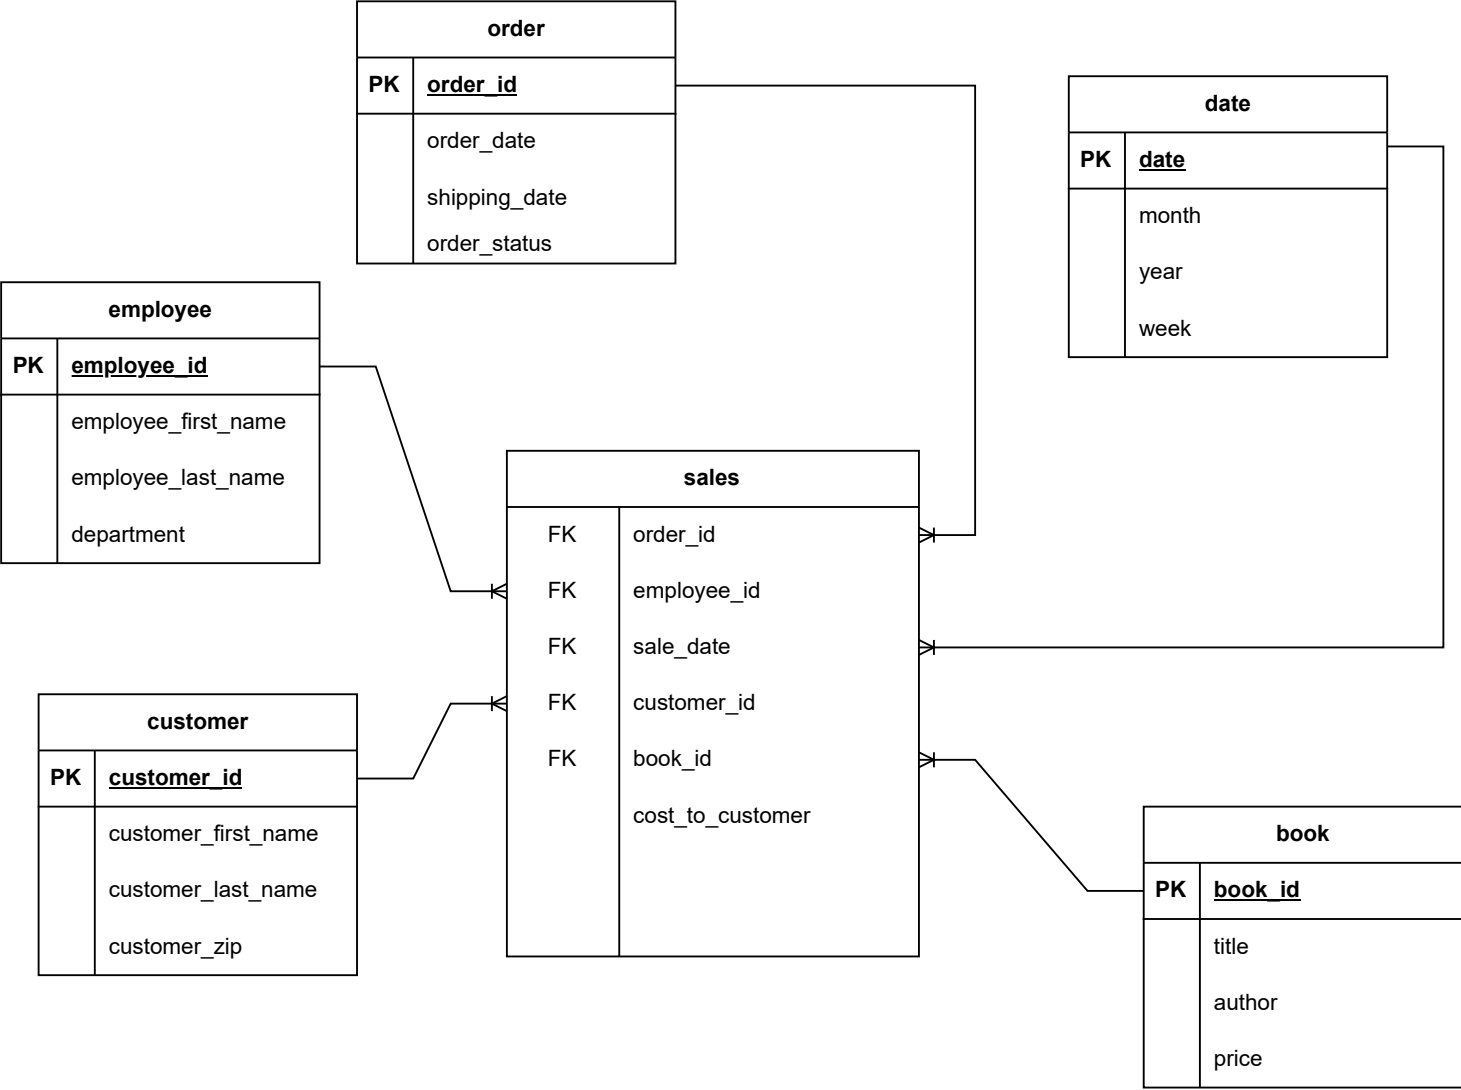 order
PK order_id
order_date
shipping_date
order_status
date
PK date
month
year
week
employee
PK employee_id
employee_first_name
employee_last_name
department
sales
FK order_id
FK employee_id
FK sale_date
FK customer_id
FK book_id
cost_to_customer
customer
PK customer_id
customer_first_name
customer_last_name
customer_zip
book
PK book_id
title
author
price